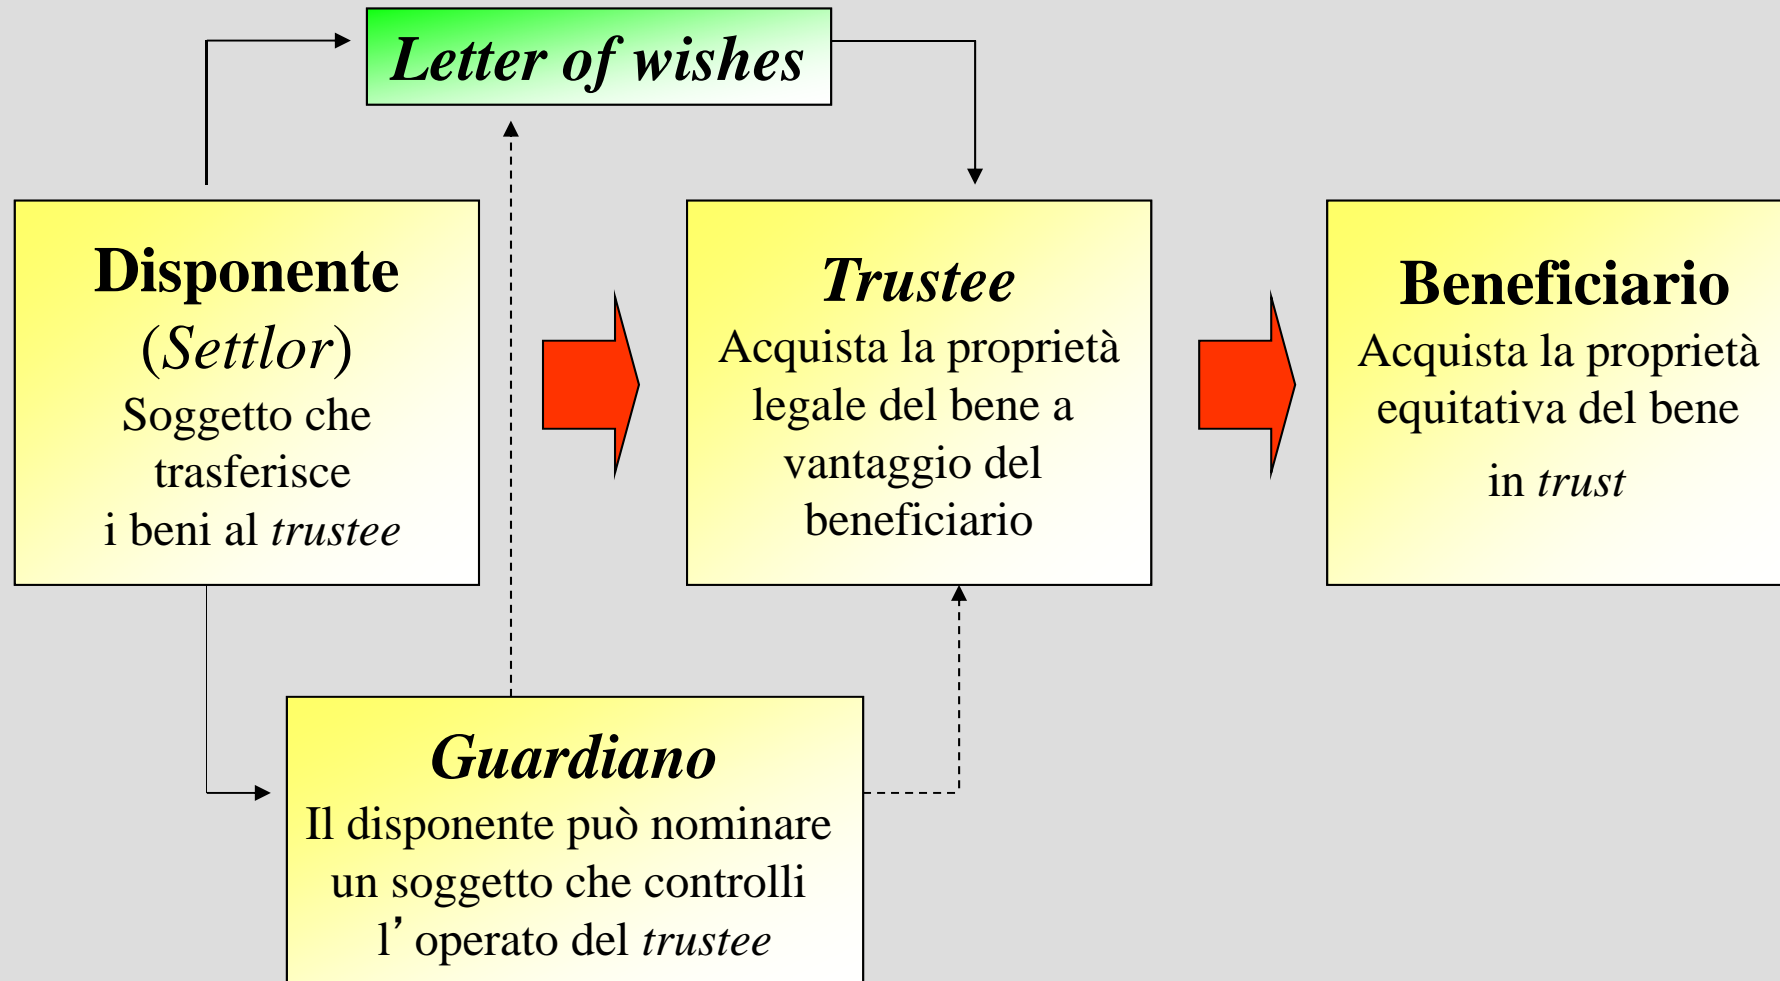 Letter of wishes
Disponente
(Settlor)
Soggetto che
trasferisce
i beni al trustee
Trustee
Acquista la proprietà
legale del bene a
vantaggio del
beneficiario
Beneficiario
Acquista la proprietà
equitativa del bene
in trust
Guardiano
Il disponente può nominare
un soggetto che controlli
l’ operato del trustee